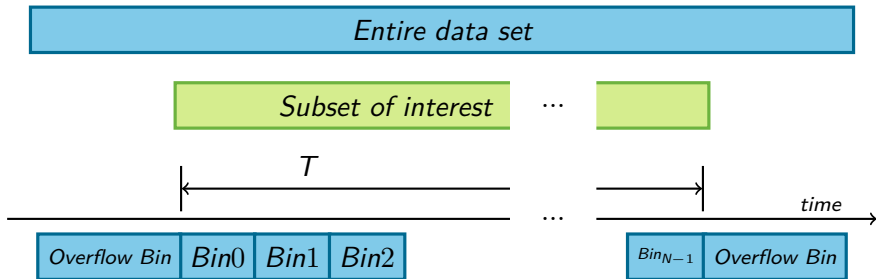 Entire data set
Subset of interest ...
T
time
...
Overflow Bin Bin0 Bin1 Bin2 Bin_{N-1} Overflow Bin